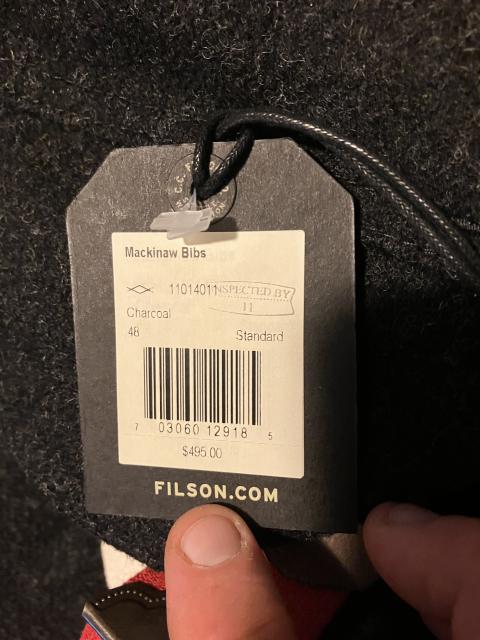 Mackinaw Bibs
11014011
INSPECTED BY
11
Charcoal
48 Standard
7 03060 12918 5
$495.00
FILSON.COM